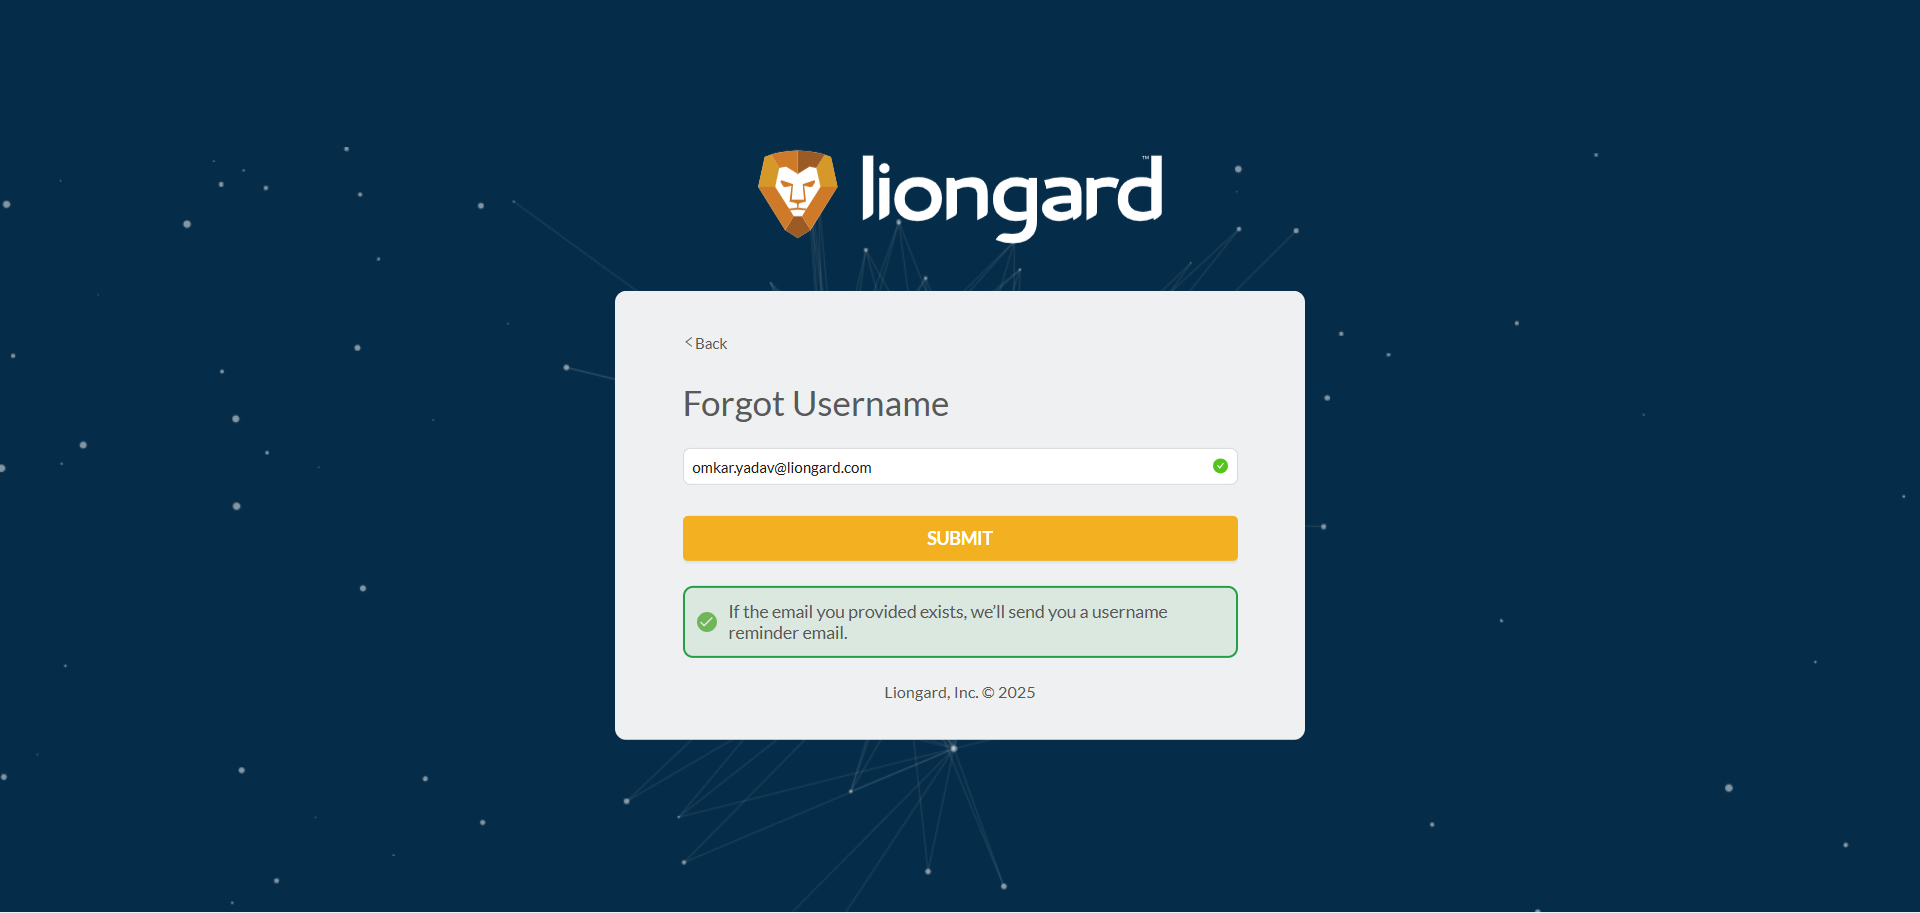 liongard™
<Back
Forgot Username
omkar.yadav@liongard.com
SUBMIT
If the email you provided exists, we'll send you a username
reminder email.
Liongard, Inc. © 2025